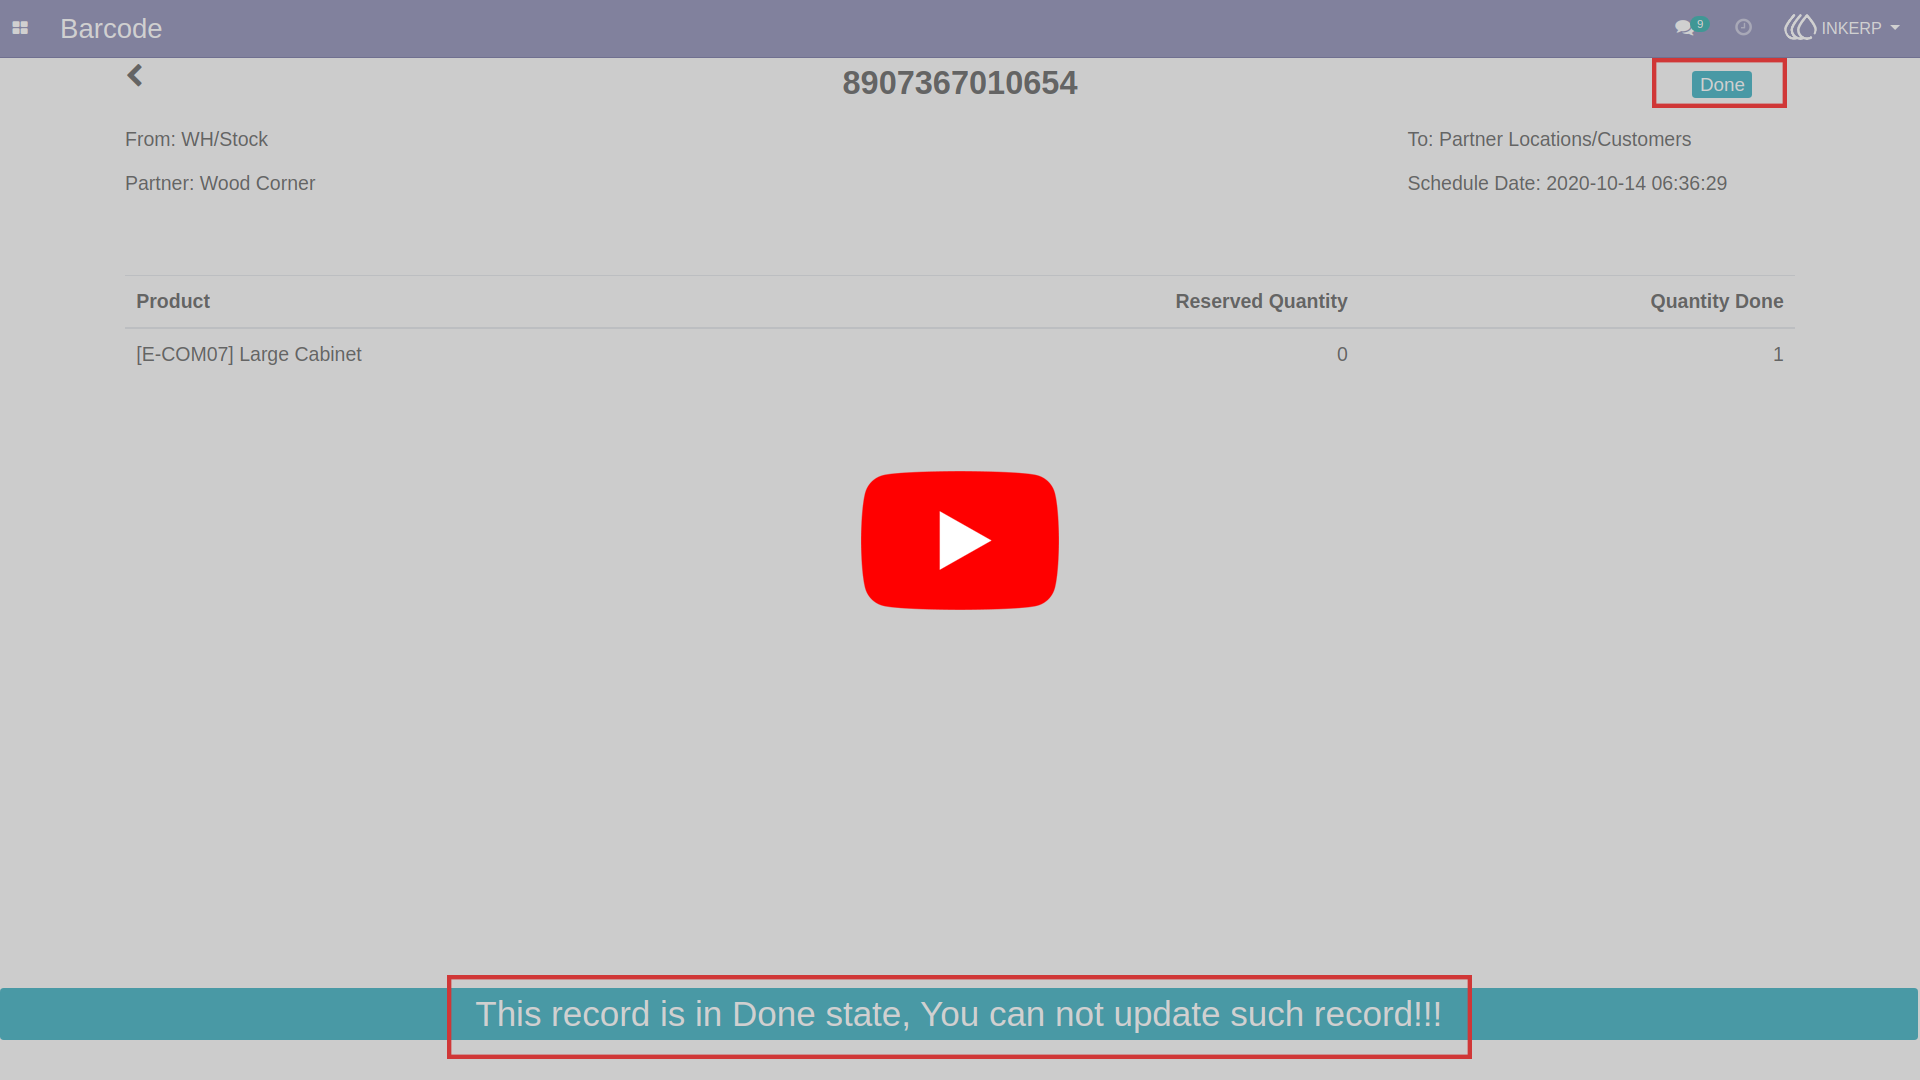 Barcode
9
INKERP
8907367010654
Done
From: WH/Stock
To: Partner Locations/Customers
Partner: Wood Corner
Schedule Date: 2020-10-14 06:36:29
Product Reserved Quantity Quantity Done
[E-COM07] Large Cabinet 0 1
This record is in Done state, You can not update such record!!!